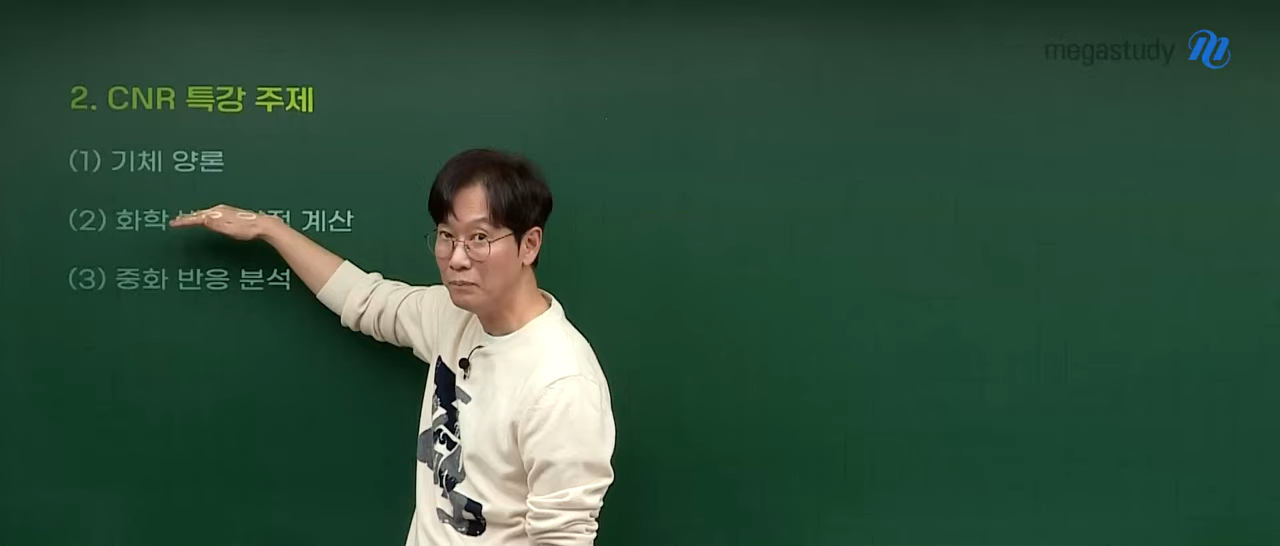 megastudy
2. CNR 특강 주제
(1) 기체 양론
(2) 화학 계산
(3) 중화 반응 분석